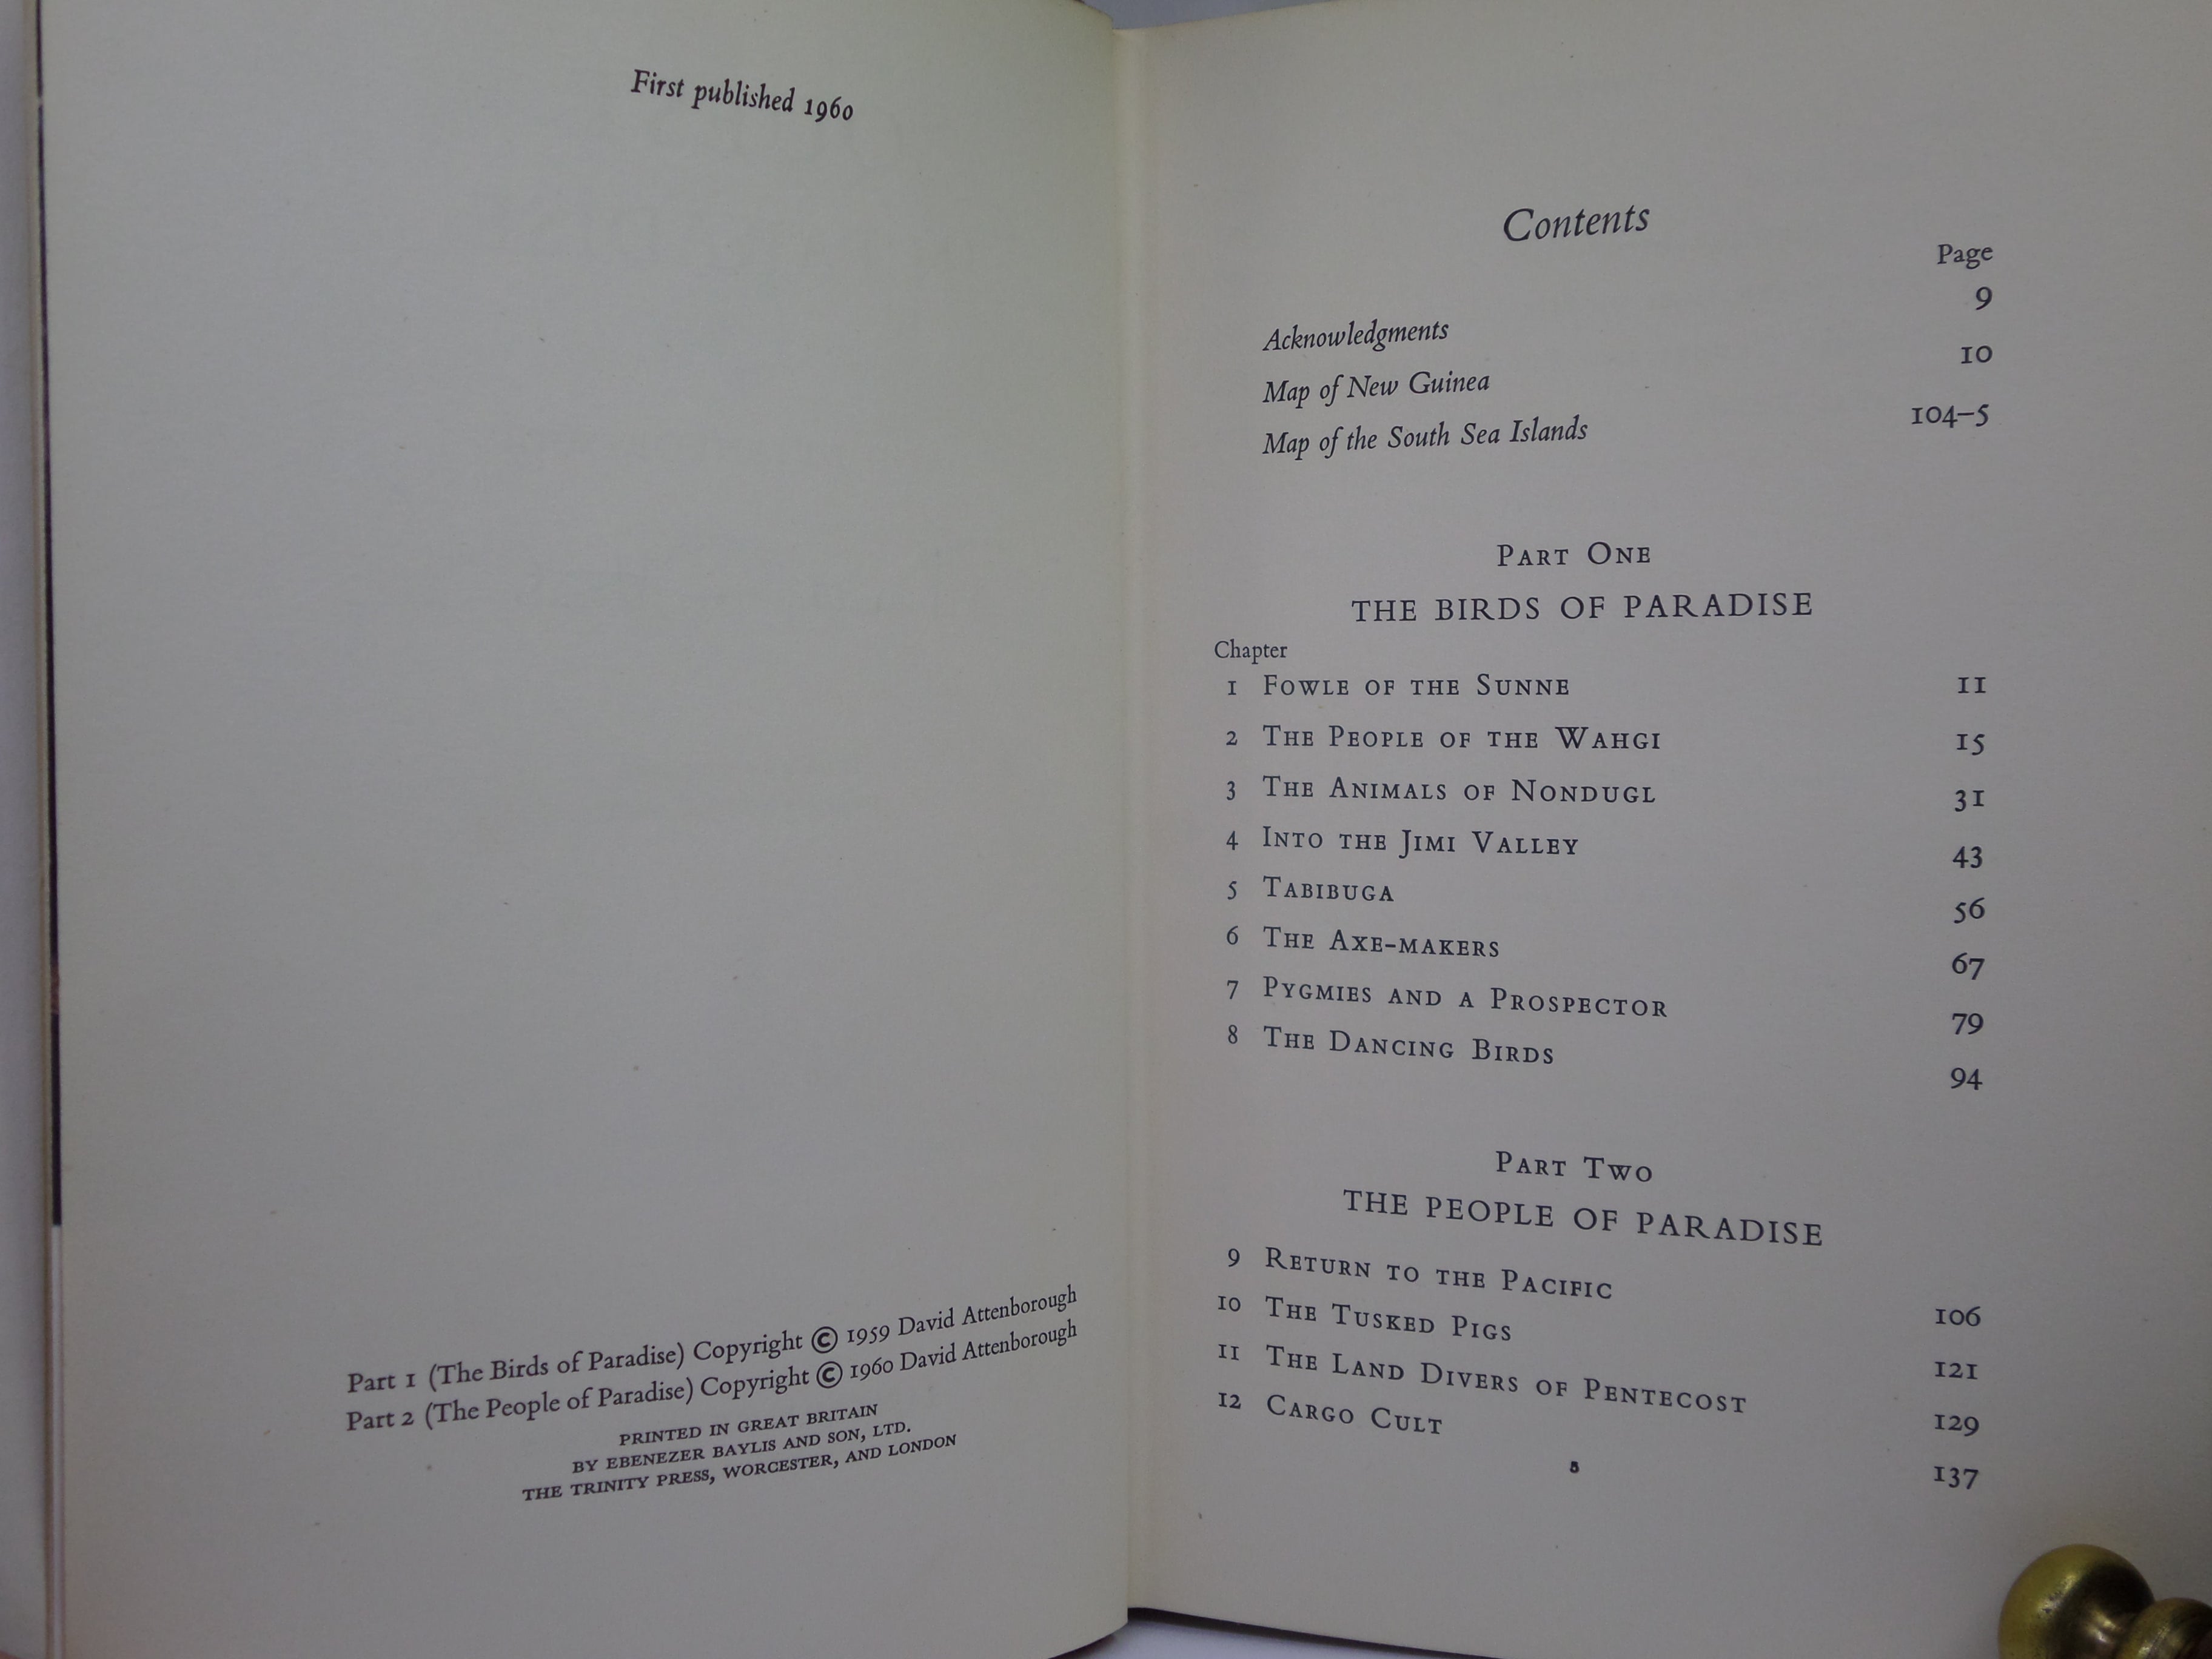 First published 1960
Part 1 (The Birds of Paradise) Copyright © 1959 David Attenborough
Part 2 (The People of Paradise) Copyright © 1960 David Attenborough
PRINTED IN GREAT BRITAIN
BY EBENEZER BAYLIS AND SON, LTD.
THE TRINITY PRESS, WORCESTER, AND LONDON
Contents
Page
Acknowledgments 9
Map of New Guinea 10
Map of the South Sea Islands 104–5
PART ONE
THE BIRDS OF PARADISE
Chapter
1 FOWLE OF THE SUNNE 11
2 THE PEOPLE OF THE WAHGI 15
3 THE ANIMALS OF NONDUGL 31
4 INTO THE JIMI VALLEY 43
5 TABIBUGA 56
6 THE AXE-MAKERS 67
7 PYGMIES AND A PROSPECTOR 79
8 THE DANCING BIRDS 94
PART TWO
THE PEOPLE OF PARADISE
9 RETURN TO THE PACIFIC 106
10 THE TUSKED PIGS 121
11 THE LAND DIVERS OF PENTECOST 129
12 CARGO CULT 137